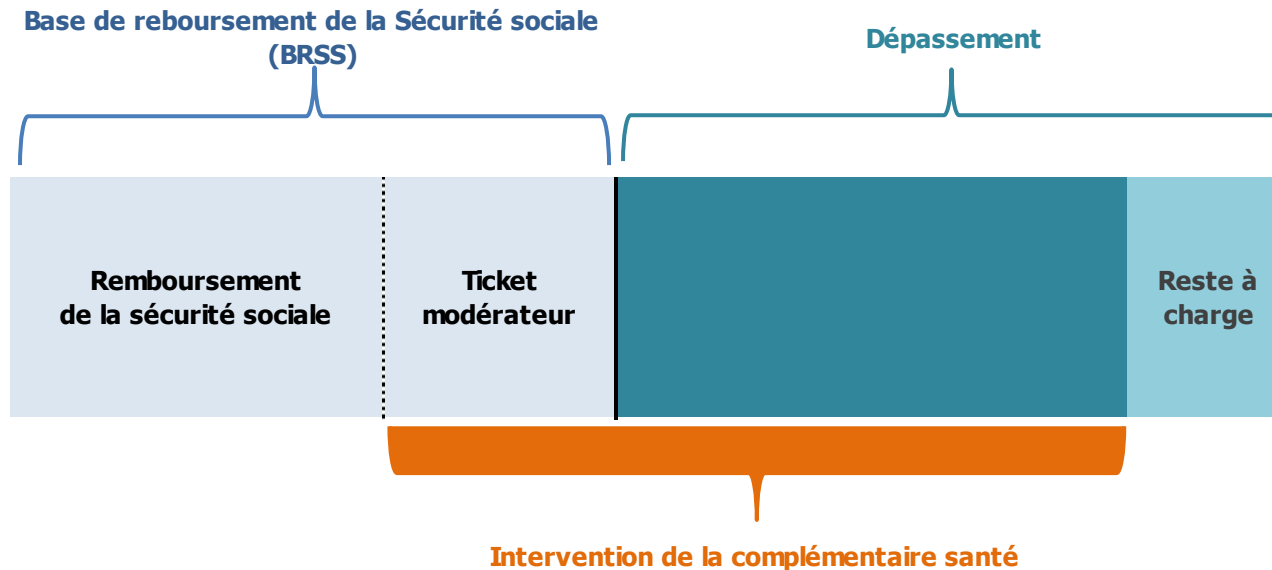 Base de reboursement de la Sécurité sociale
(BRSS)
Dépassement
Remboursement
de la sécurité sociale
Ticket
modérateur
Reste à
charge
Intervention de la complémentaire santé